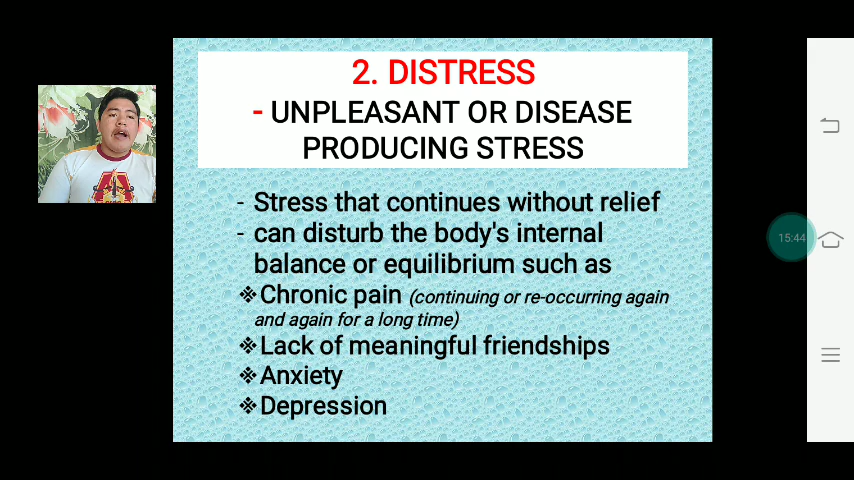 2. DISTRESS
- UNPLEASANT OR DISEASE
PRODUCING STRESS
- Stress that continues without relief
- can disturb the body's internal
balance or equilibrium such as
❖Chronic pain (continuing or re-occurring again
and again for a long time)
❖Lack of meaningful friendships
❖Anxiety
❖Depression
15:44